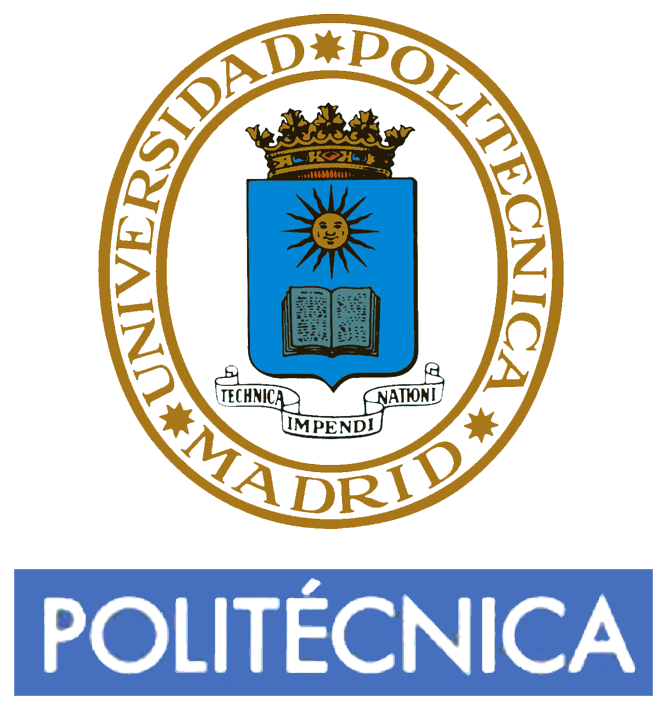 UNIVERSIDAD POLITECNICA
MADRID
TECHNICA
IMPENDI
NATIONI
POLITÉCNICA